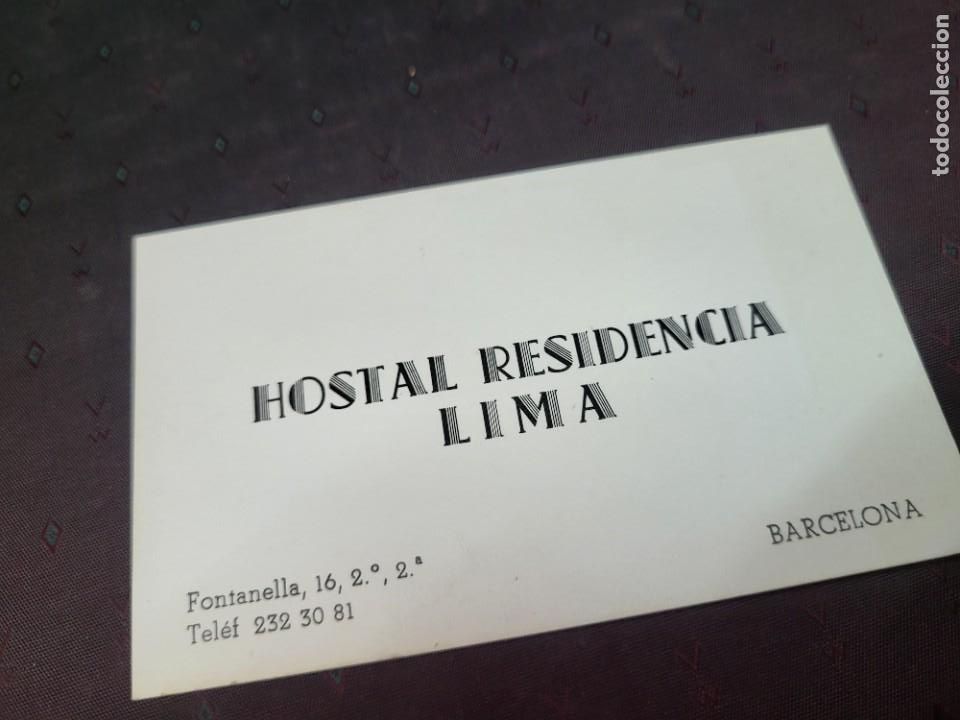 HOSTAL RESIDENCIA
LIMA
BARCELONA
Fontanella, 16, 2.º, 2.ª
Teléf 232 30 81
todocoleccion